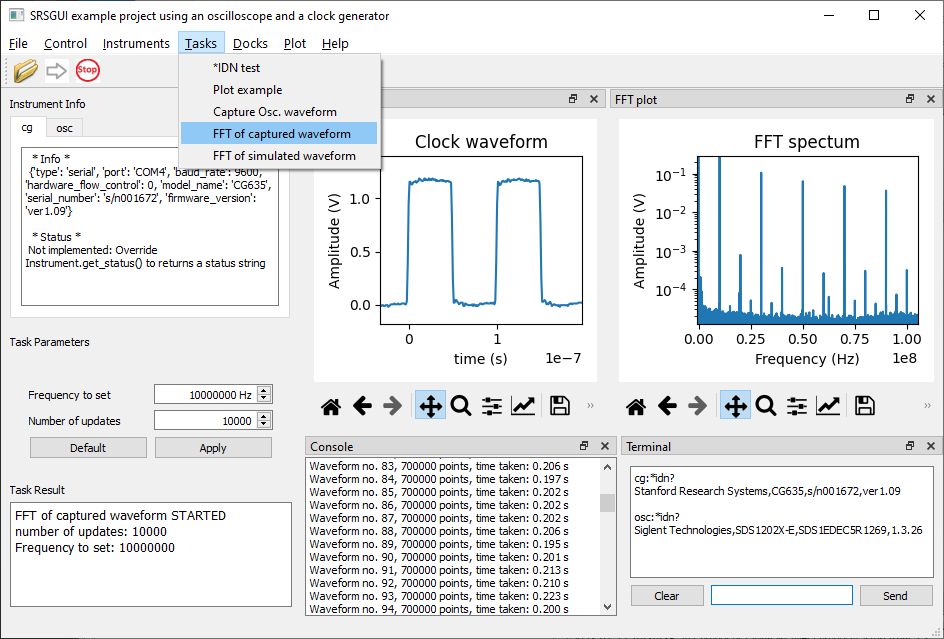 SRSGUI example project using an oscilloscope and a clock generator
File Control Instruments Tasks Docks Plot Help
Stop
*IDN test
Plot example
Capture Osc. waveform
FFT of captured waveform
FFT of simulated waveform
Instrument Info
cg osc
* Info *
{'type': 'serial', 'port': 'COM4', 'baud_rate': 9600,
'hardware_flow_control': 0, 'model_name': 'CG635',
'serial_number': 's/n001672', 'firmware_version':
'ver1.09'}
* Status *
Not implemented: Override
Instrument.get_status() to returns a status string
Task Parameters
Frequency to set 10000000 Hz
Number of updates 10000
Default Apply
Task Result
FFT of captured waveform STARTED
number of updates: 10000
Frequency to set: 10000000
Clock waveform
Amplitude (V)
1.0
0.5
0.0
0 1
time (s) 1e-7
FFT plot
FFT spectum
Amplitude (V)
10⁻¹
10⁻²
10⁻³
10⁻⁴
0.00 0.25 0.50 0.75 1.00
Frequency (Hz) 1e8
Console
Waveform no. 83, 700000 points, time taken: 0.206 s
Waveform no. 84, 700000 points, time taken: 0.197 s
Waveform no. 85, 700000 points, time taken: 0.202 s
Waveform no. 86, 700000 points, time taken: 0.202 s
Waveform no. 87, 700000 points, time taken: 0.202 s
Waveform no. 88, 700000 points, time taken: 0.206 s
Waveform no. 89, 700000 points, time taken: 0.195 s
Waveform no. 90, 700000 points, time taken: 0.201 s
Waveform no. 91, 700000 points, time taken: 0.213 s
Waveform no. 92, 700000 points, time taken: 0.210 s
Waveform no. 93, 700000 points, time taken: 0.223 s
Waveform no. 94, 700000 points, time taken: 0.200 s
Terminal
cg:*idn?
Stanford Research Systems,CG635,s/n001672,ver1.09
osc:*idn?
Siglent Technologies,SDS1202X-E,SDS1EDEC5R1269,1.3.26
Clear Send